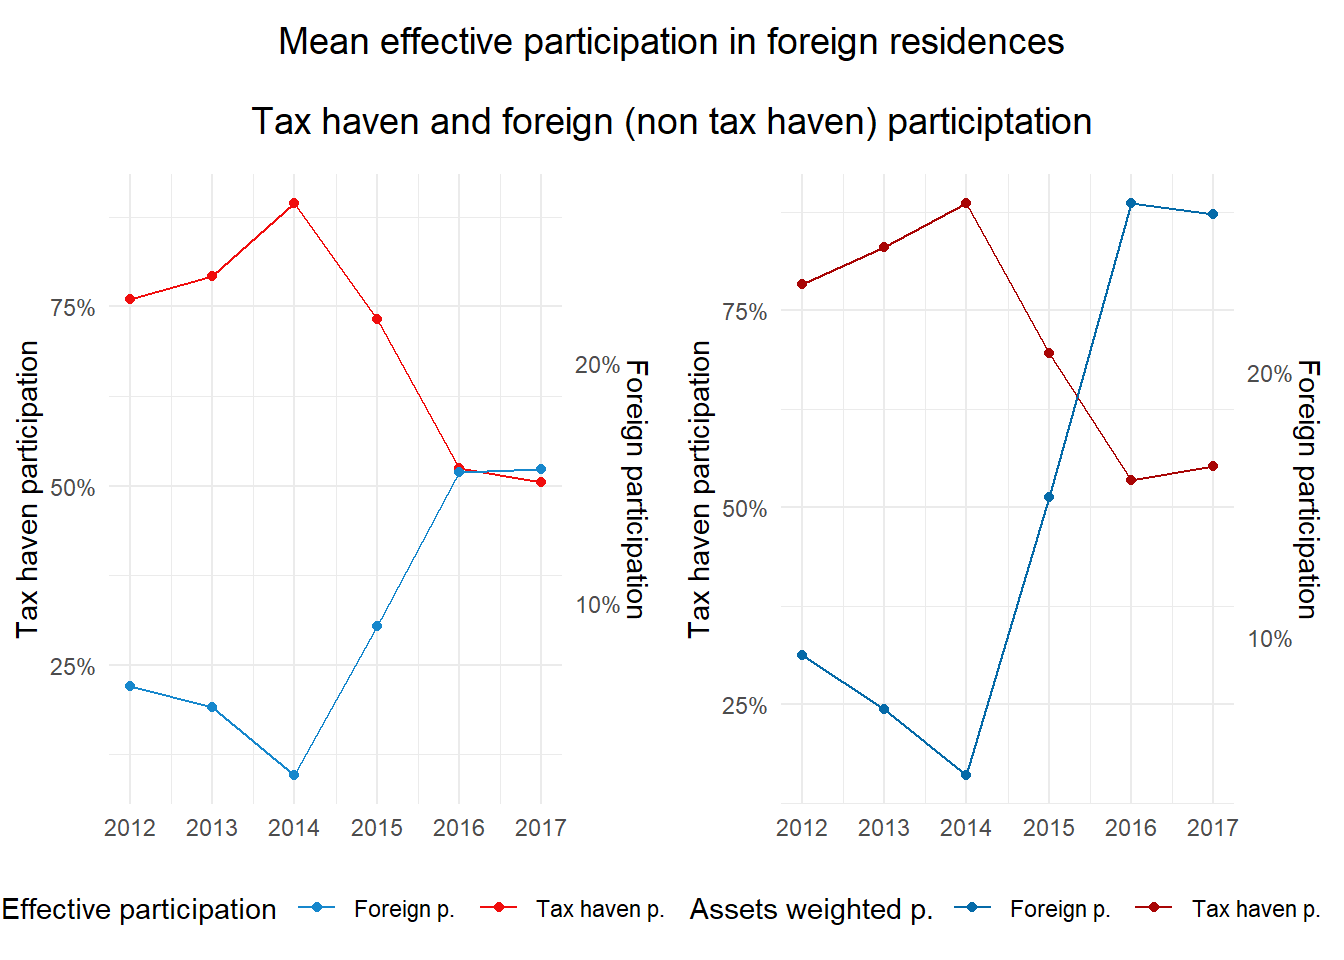 Mean effective participation in foreign residences
Tax haven and foreign (non tax haven) participtation
Tax haven participation
75%
50%
25%
20%
10%
Foreign participation
2012 2013 2014 2015 2016 2017
Tax haven participation
75%
50%
25%
20%
10%
Foreign participation
2012 2013 2014 2015 2016 2017
Effective participation Foreign p. Tax haven p.
Assets weighted p. Foreign p. Tax haven p.